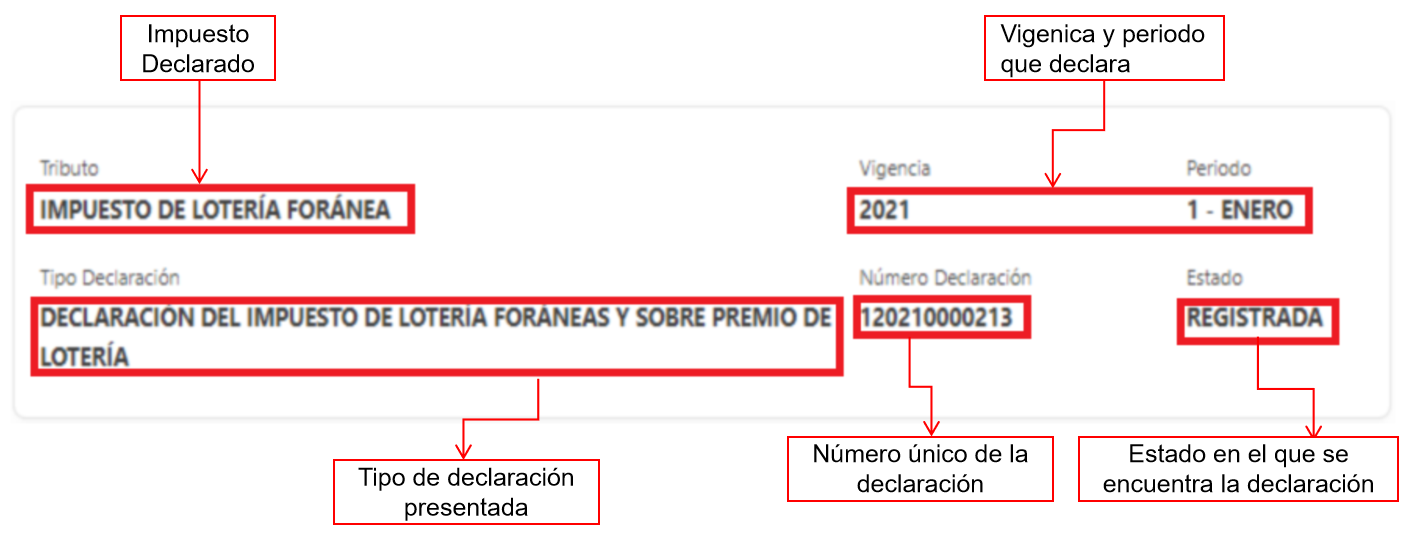 Impuesto
Declarado
Vigenica y periodo
que declara
Tributo
Vigencia
Periodo
IMPUESTO DE LOTERÍA FORÁNEA
2021
1 - ENERO
Tipo Declaración
Número Declaración
Estado
DECLARACIÓN DEL IMPUESTO DE LOTERÍA FORÁNEAS Y SOBRE PREMIO DE
LOTERÍA
120210000213
REGISTRADA
Tipo de declaración
presentada
Número único de la
declaración
Estado en el que se
encuentra la declaración